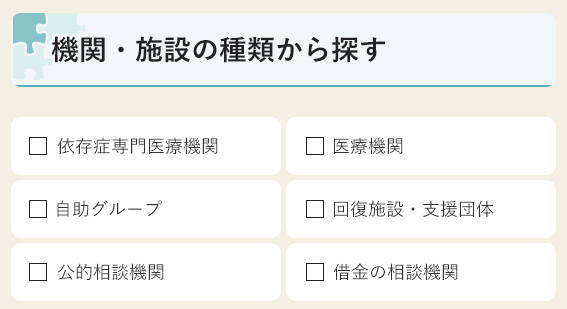 機関・施設の種類から探す
依存症専門医療機関
医療機関
自助グループ
回復施設・支援団体
公的相談機関
借金の相談機関